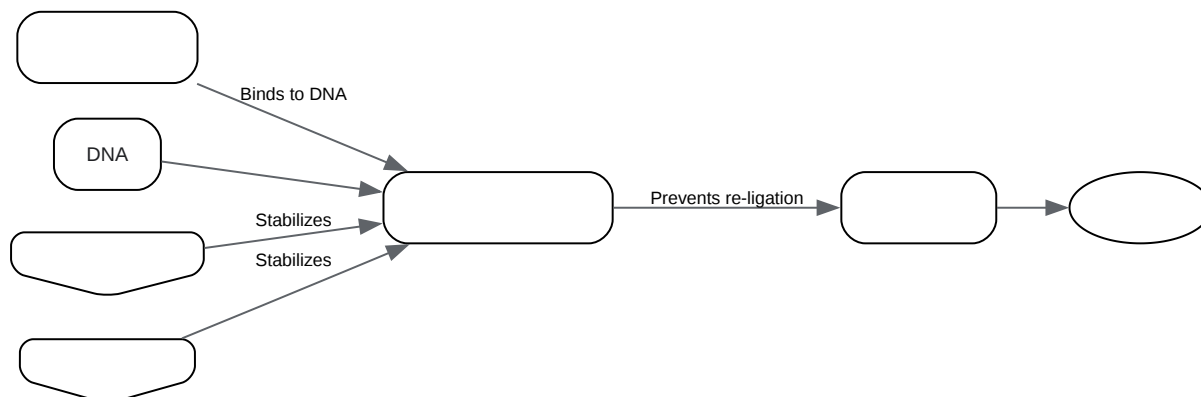 Binds to DNA
DNA
Stabilizes
Prevents re-ligation
Stabilizes